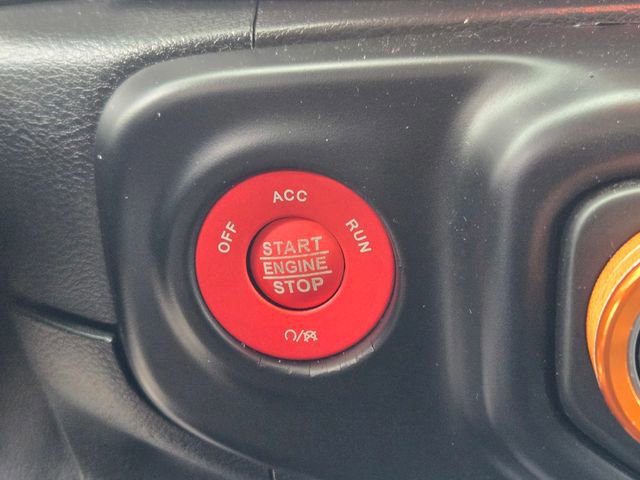 ACC
OFF
RUN
START
ENGINE
STOP